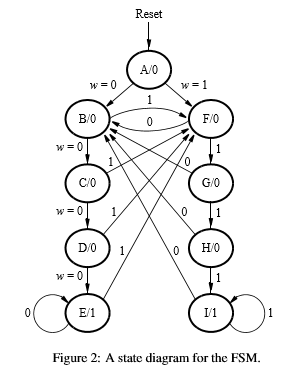 Reset
A/0
w = 0
w = 1
1
B/0
F/0
0
w = 0
1
1
0
C/0
G/0
w = 0
1
0
1
D/0
H/0
w = 0
1
0
1
0
E/1
I/1
1
Figure 2: A state diagram for the FSM.